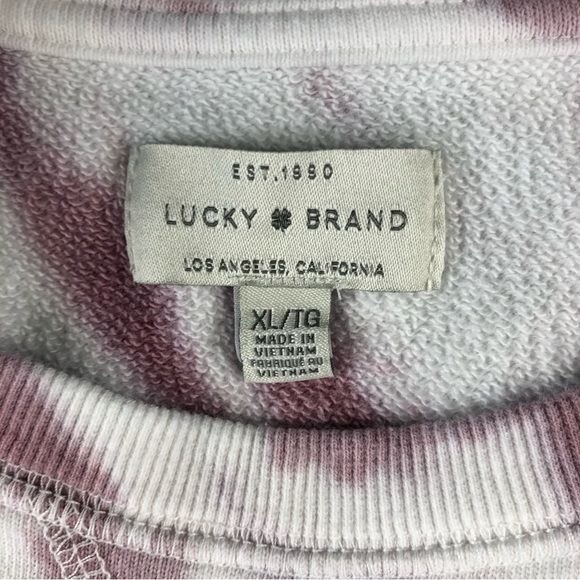 EST. 1990
LUCKY BRAND
LOS ANGELES, CALIFORNIA
XL/TG
MADE IN
VIETNAM
FABRIQUÉ AU
VIETNAM